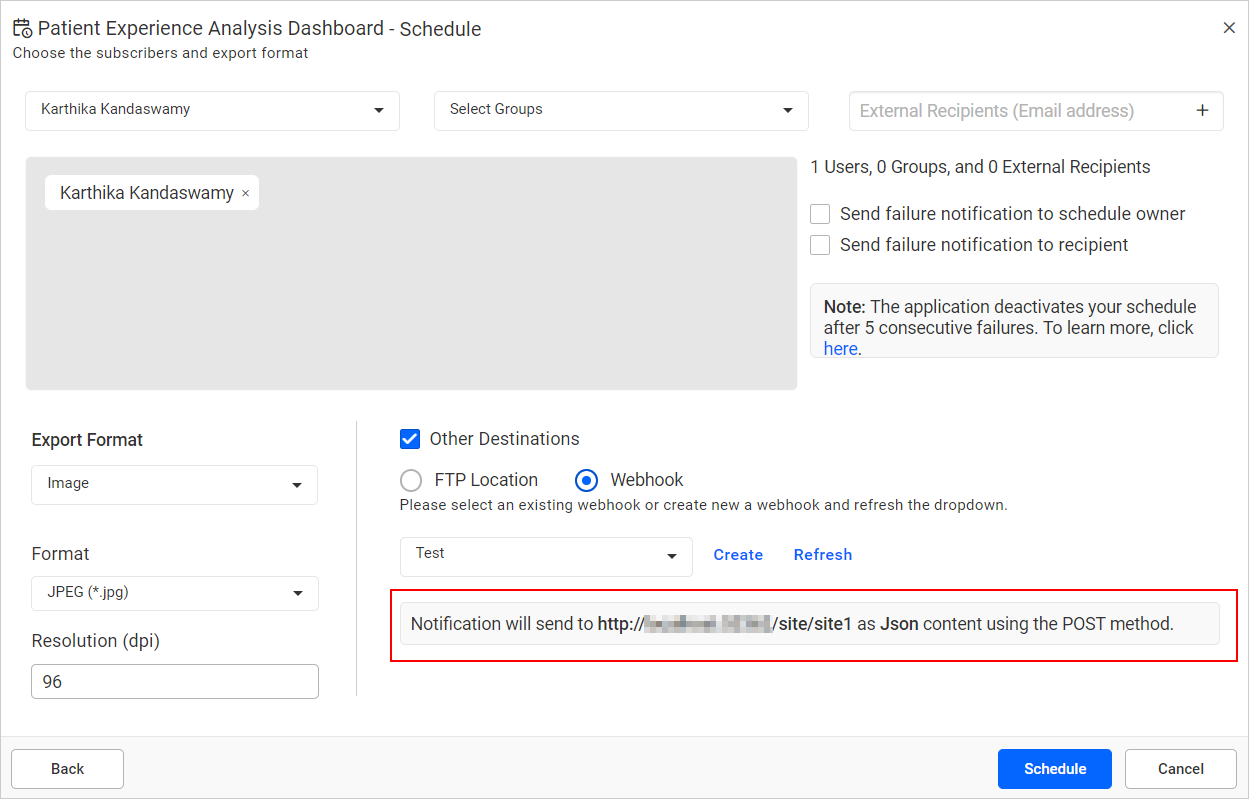 Patient Experience Analysis Dashboard - Schedule
Choose the subscribers and export format
Karthika Kandaswamy
Select Groups
External Recipients (Email address) +
Karthika Kandaswamy ×
1 Users, 0 Groups, and 0 External Recipients
Send failure notification to schedule owner
Send failure notification to recipient
Note: The application deactivates your schedule
after 5 consecutive failures. To learn more, click
here.
Export Format
Image
Format
JPEG (*.jpg)
Resolution (dpi)
96
Other Destinations
FTP Location
Webhook
Please select an existing webhook or create new a webhook and refresh the dropdown.
Test
Create
Refresh
Notification will send to http:// /site/site1 as Json content using the POST method.
Back
Schedule
Cancel